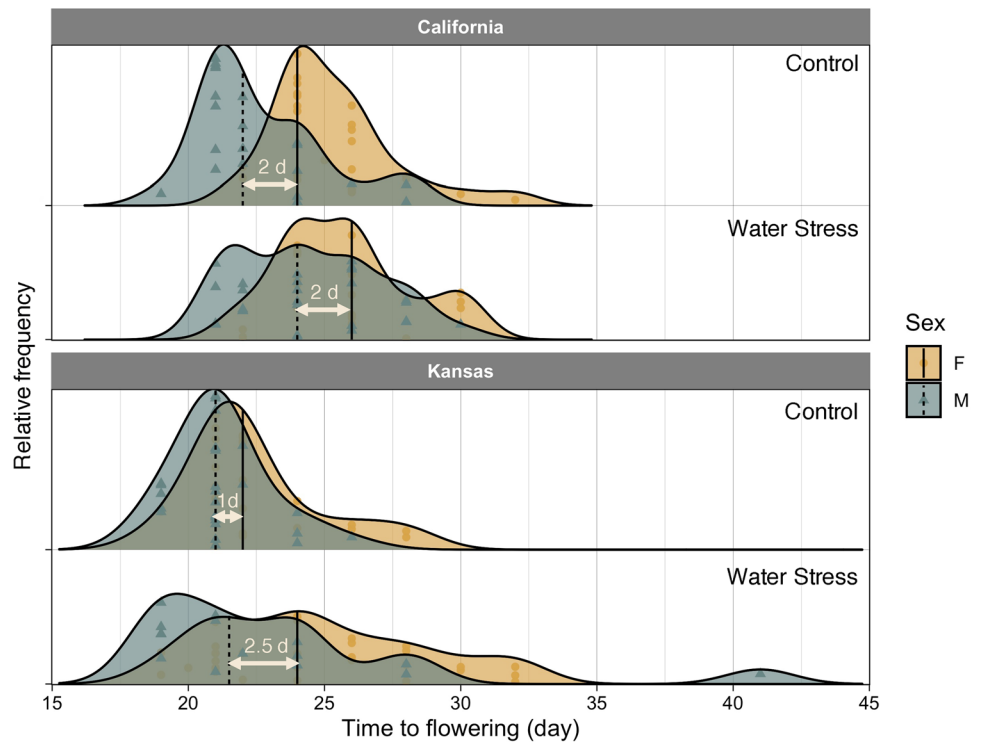 California
Control
2 d
Water Stress
2 d
Kansas
Control
1d
Water Stress
2.5 d
15 20 25 30 35 40 45
Time to flowering (day)
Relative frequency
Sex
F
M